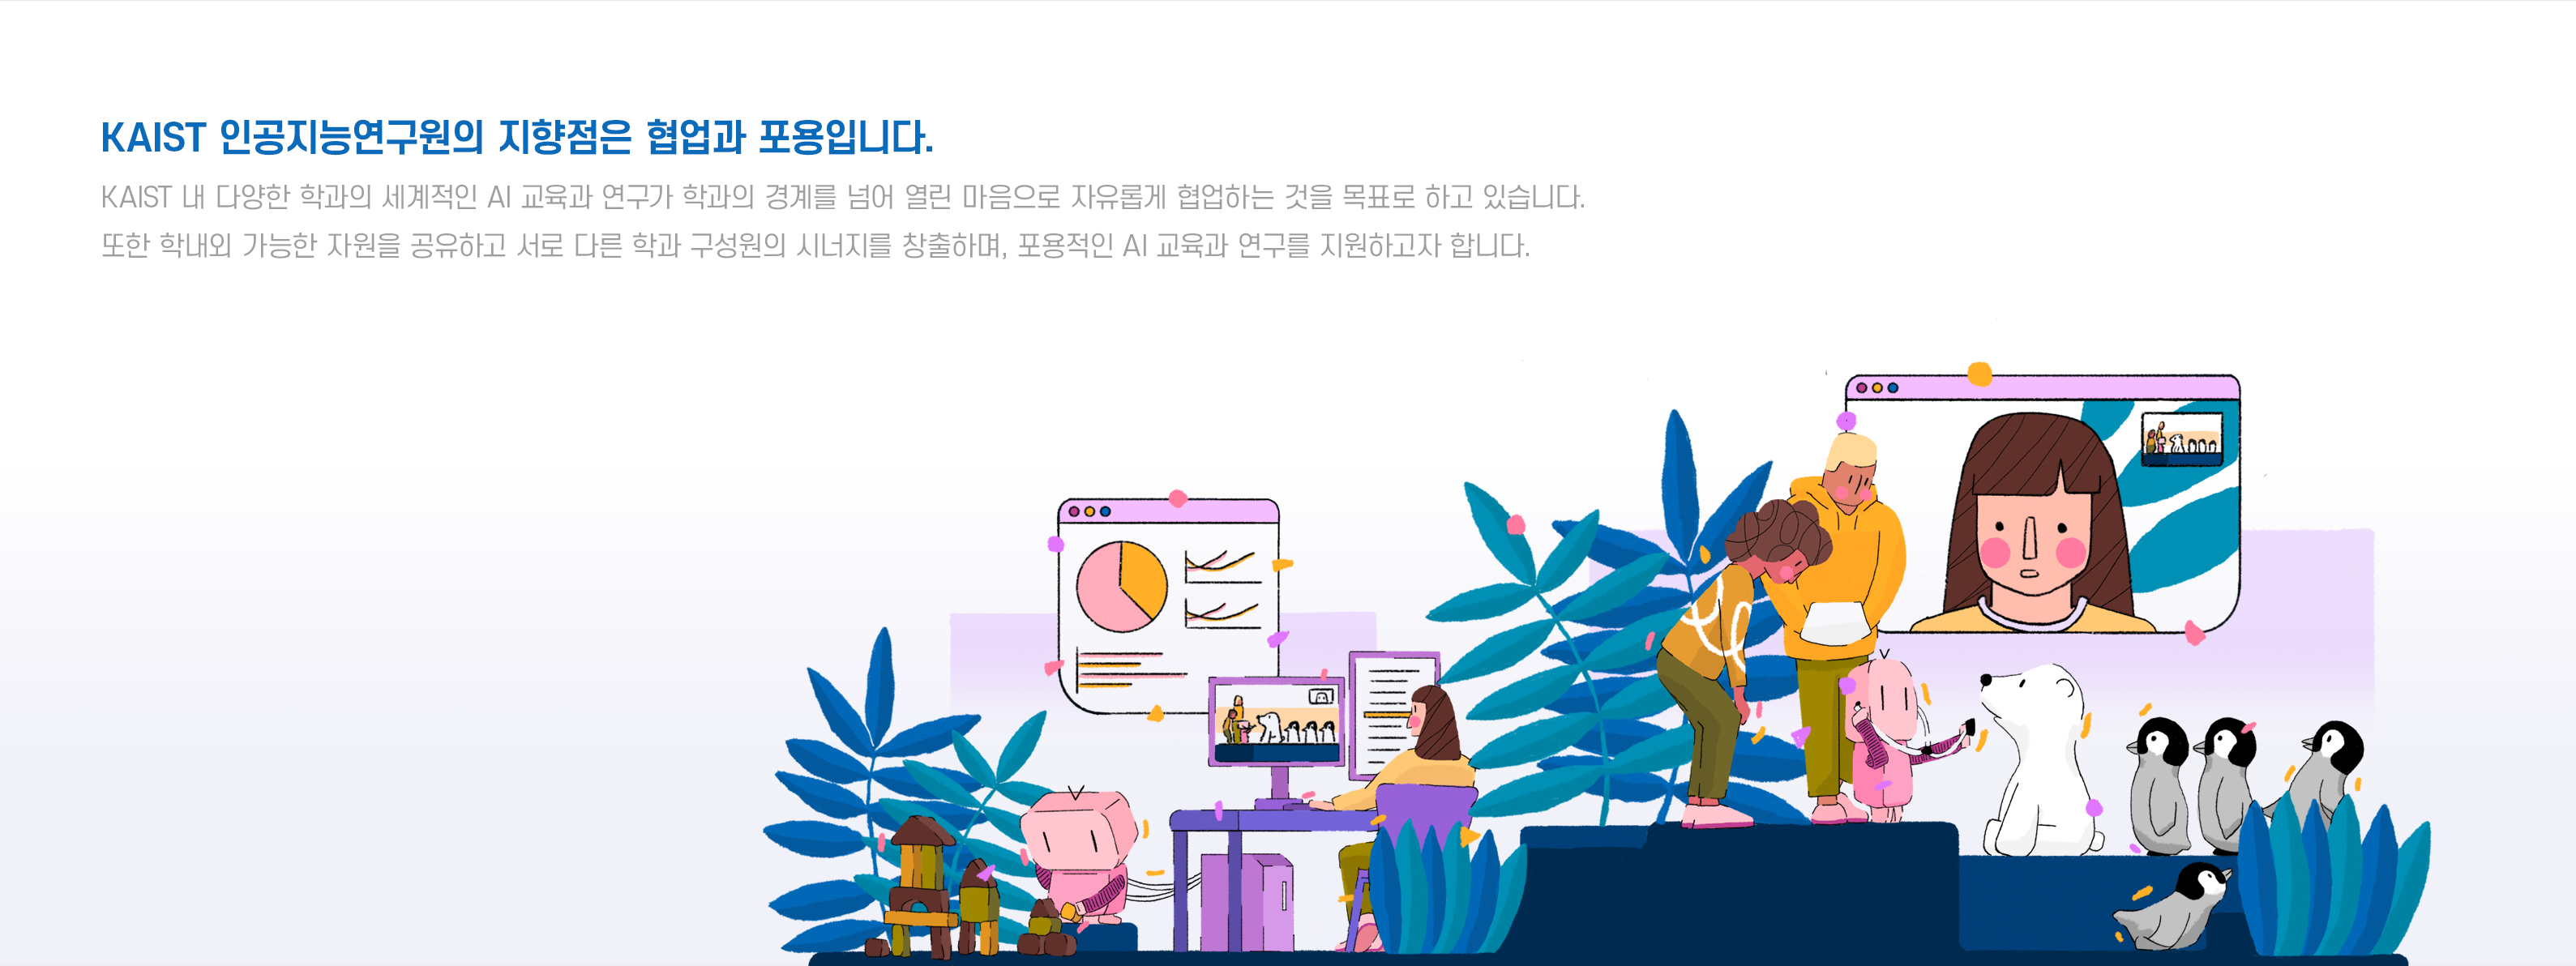 KAIST 인공지능연구원의 지향점은 협업과 포용입니다.
KAIST 내 다양한 학과의 세계적인 AI 교육과 연구가 학과의 경계를 넘어 열린 마음으로 자유롭게 협업하는 것을 목표로 하고 있습니다.
또한 학내외 가능한 자원을 공유하고 서로 다른 학과 구성원의 시너지를 창출하며, 포용적인 AI 교육과 연구를 지원하고자 합니다.